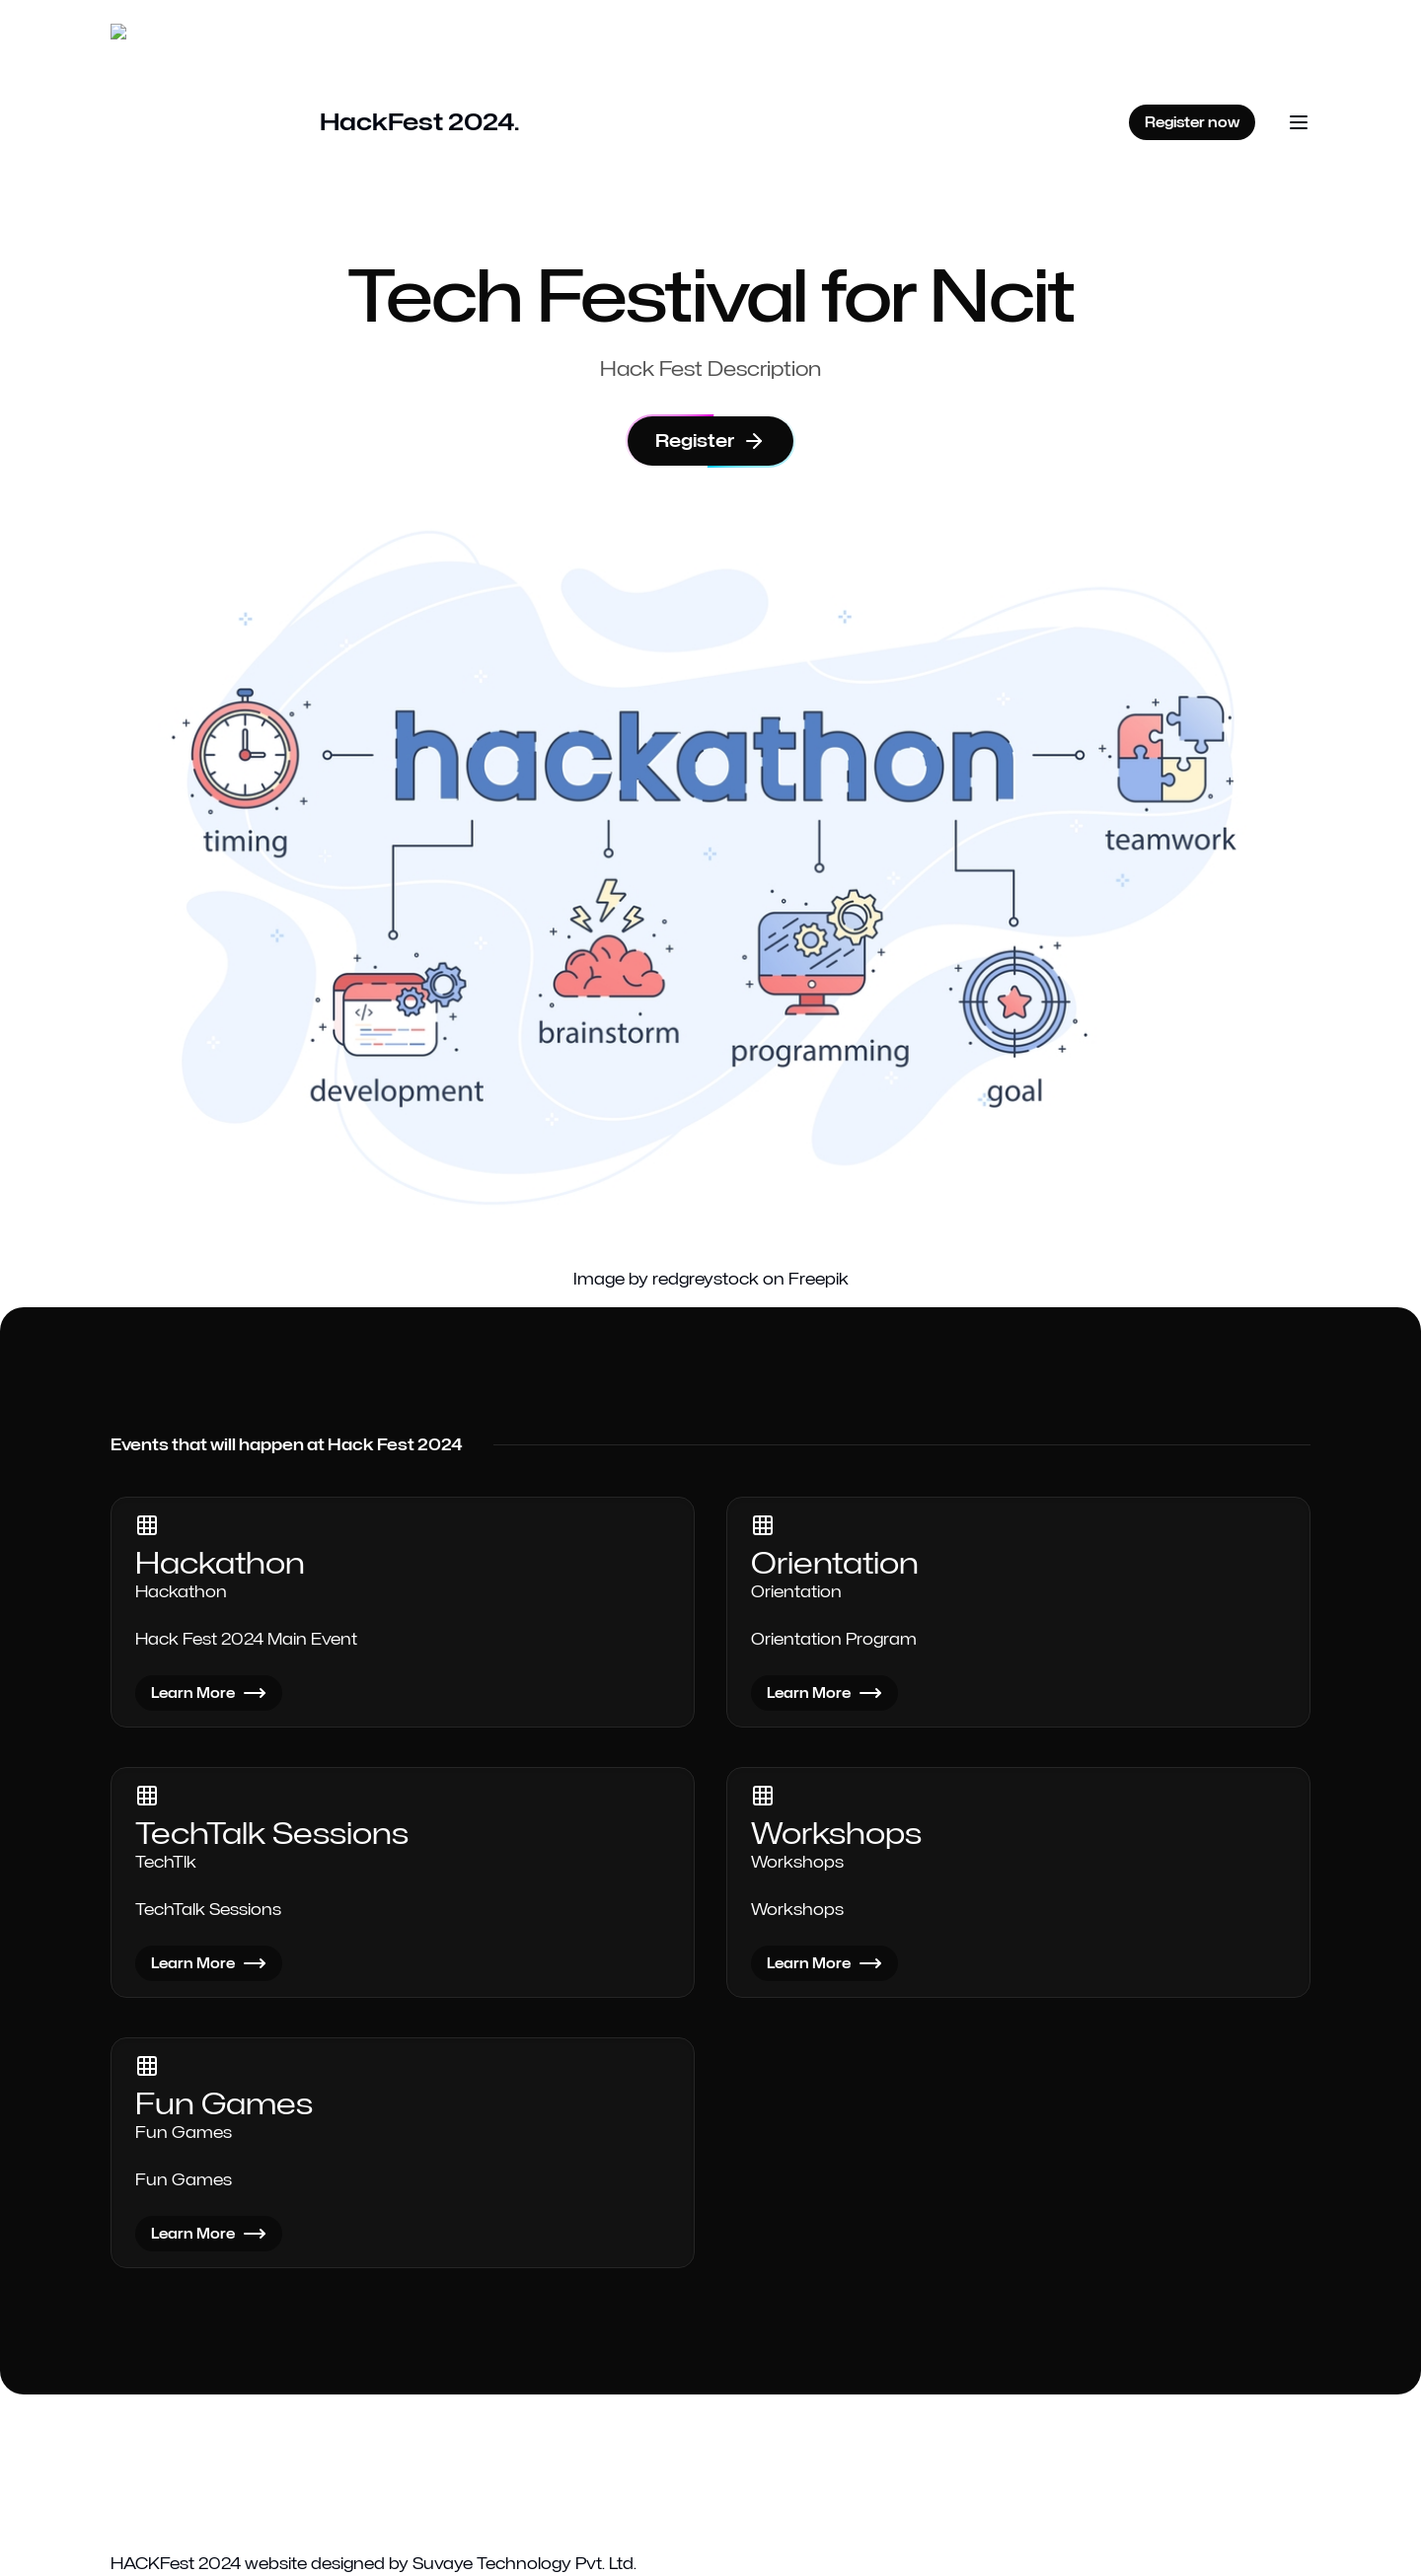 HackFest 2024.
Register now
Tech Festival for Ncit
Hack Fest Description
Register
hackathon
timing
teamwork
development
</>
brainstorm
programming
goal
Image by redgreystock on Freepik
Events that will happen at Hack Fest 2024
Hackathon
Hackathon
Hack Fest 2024 Main Event
Learn More
Orientation
Orientation
Orientation Program
Learn More
TechTalk Sessions
TechTlk
TechTalk Sessions
Learn More
Workshops
Workshops
Workshops
Learn More
Fun Games
Fun Games
Fun Games
Learn More
HACKFest 2024 website designed by Suvaye Technology Pvt. Ltd.